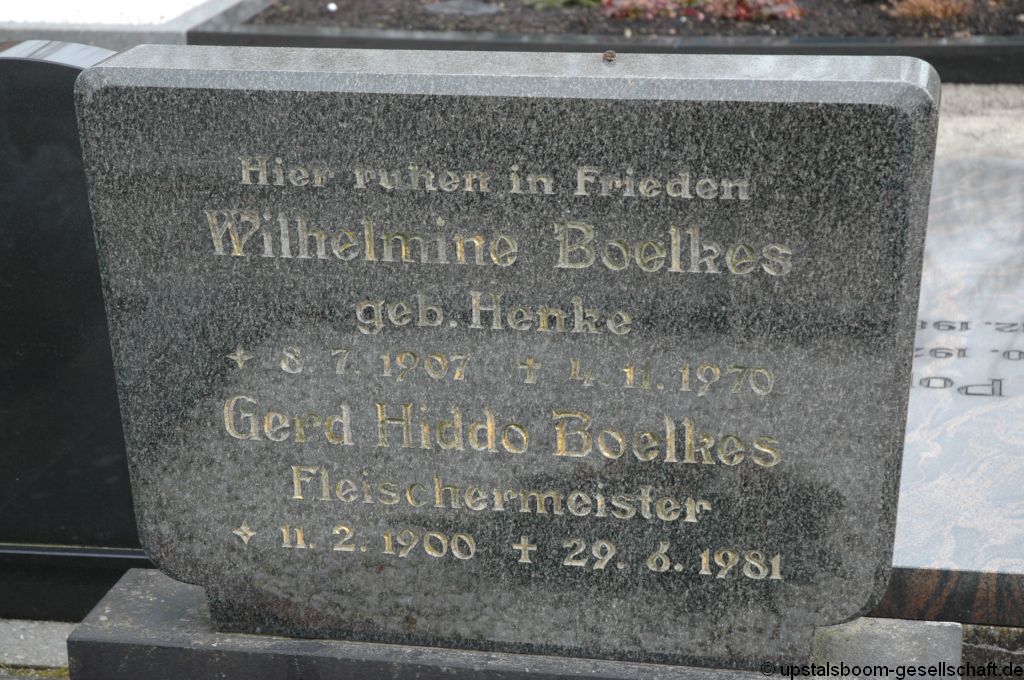 Hier ruhen in Frieden
Wilhelmine Boelkes
geb. Henke
8. 7. 1907 4. 11. 1970
Gerd Hiddo Boelkes
Fleischermeister
11. 2. 1900 29. 6. 1981
© upstalsboom-gesellschaft.de